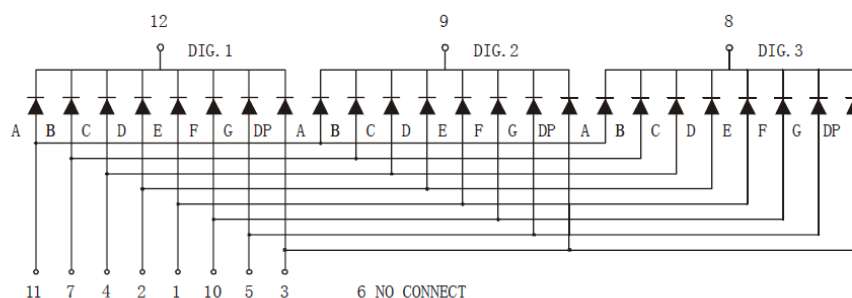 12 9 8
DIG.1 DIG.2 DIG.3
A B C D E F G DP A B C D E F G DP A B C D E F G DP
11 7 4 2 1 10 5 3 6 NO CONNECT